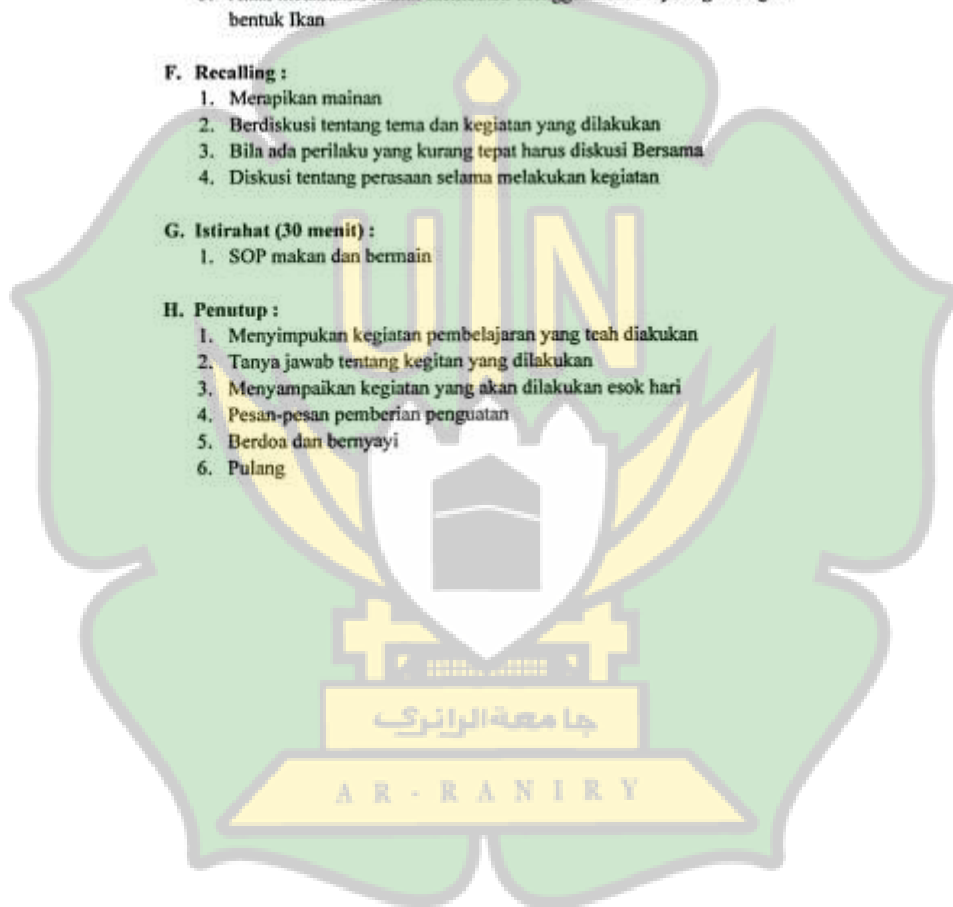 bentuk Ikan
F. Recalling :
1. Merapikan mainan
2. Berdiskusi tentang tema dan kegiatan yang dilakukan
3. Bila ada perilaku yang kurang tepat harus diskusi Bersama
4. Diskusi tentang perasaan selama melakukan kegiatan
G. Istirahat (30 menit) :
1. SOP makan dan bermain
H. Penutup :
1. Menyimpukan kegiatan pembelajaran yang teah diakukan
2. Tanya jawab tentang kegitan yang dilakukan
3. Menyampaikan kegiatan yang akan dilakukan esok hari
4. Pesan-pesan pemberian penguatan
5. Berdoa dan bernyayi
6. Pulang
UIN
جامعة الرانري
AR-RANIRY